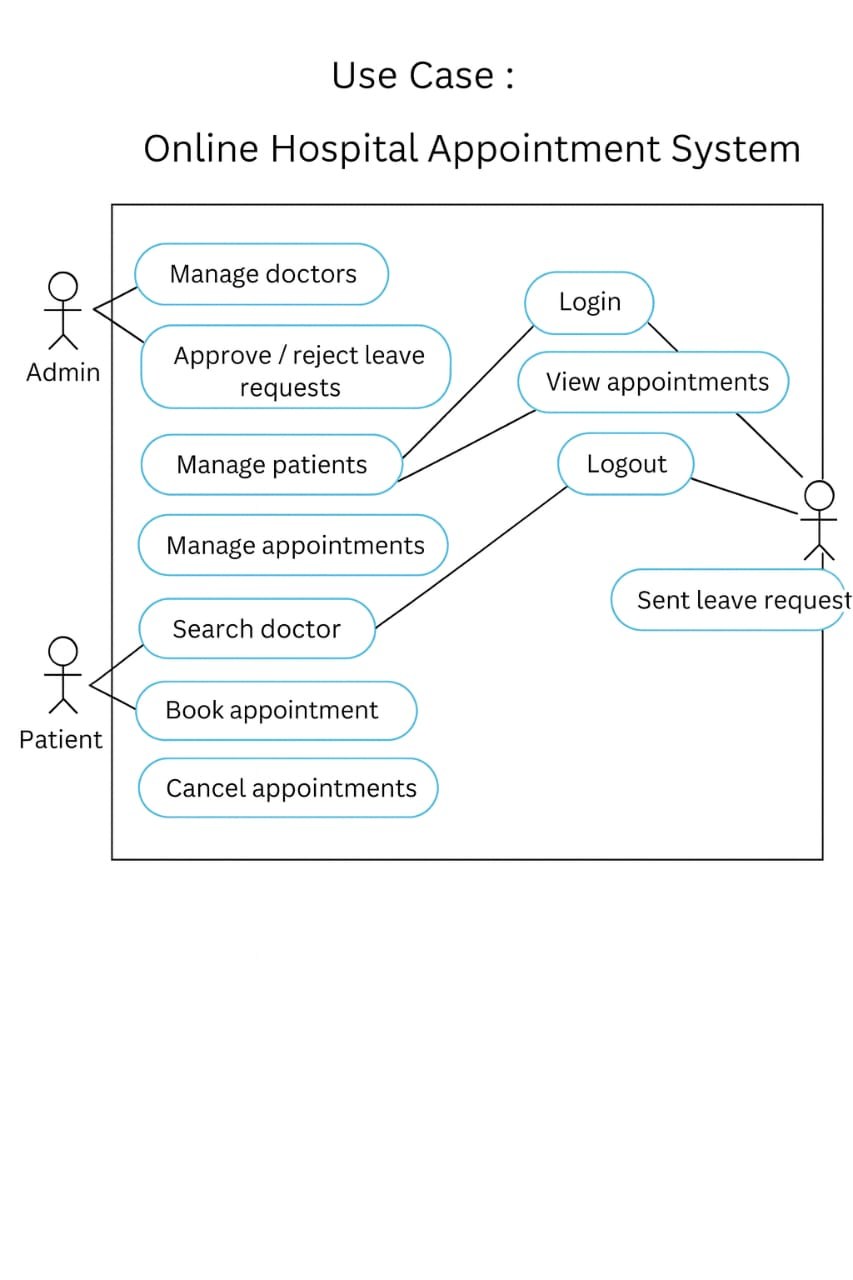 Use Case :
Online Hospital Appointment System
Manage doctors
Login
Approve / reject leave
requests
Admin
View appointments
Manage patients
Logout
Manage appointments
Sent leave request
Search doctor
Book appointment
Patient
Cancel appointments